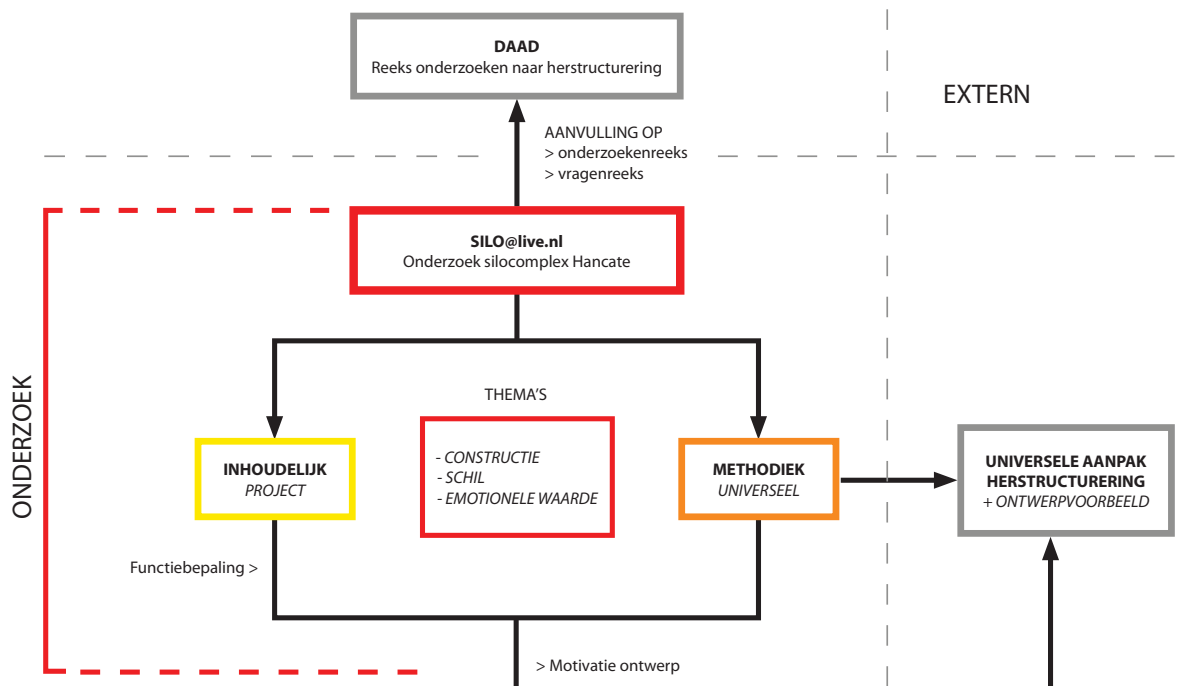 DAAD
Reeks onderzoeken naar herstructurering
EXTERN
AANVULLING OP
> onderzoekenreeks
> vragenreeks
SILO@live.nl
Onderzoek silocomplex Hancate
ONDERZOEK
THEMA'S
INHOUDELIJK
PROJECT
- CONSTRUCTIE
- SCHIL
- EMOTIONELE WAARDE
METHODIEK
UNIVERSEEL
UNIVERSELE AANPAK
HERSTRUCTURERING
+ ONTWERPVOORBEELD
Functiebepaling >
> Motivatie ontwerp